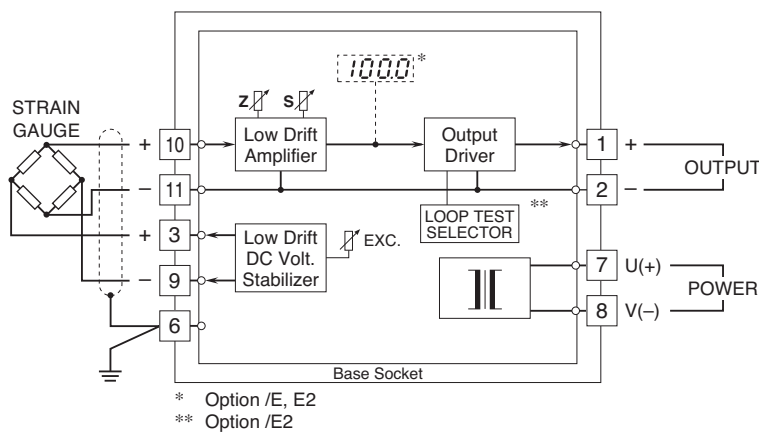 100.0 *
Z
S
STRAIN
GAUGE
+
10
Low Drift
Amplifier
Output
Driver
1
+
OUTPUT
−
11
2
−
**
LOOP TEST
SELECTOR
+
3
Low Drift
DC Volt.
Stabilizer
EXC.
−
9
7
U(+)
POWER
8
V(−)
6
Base Socket
* Option /E, E2
** Option /E2